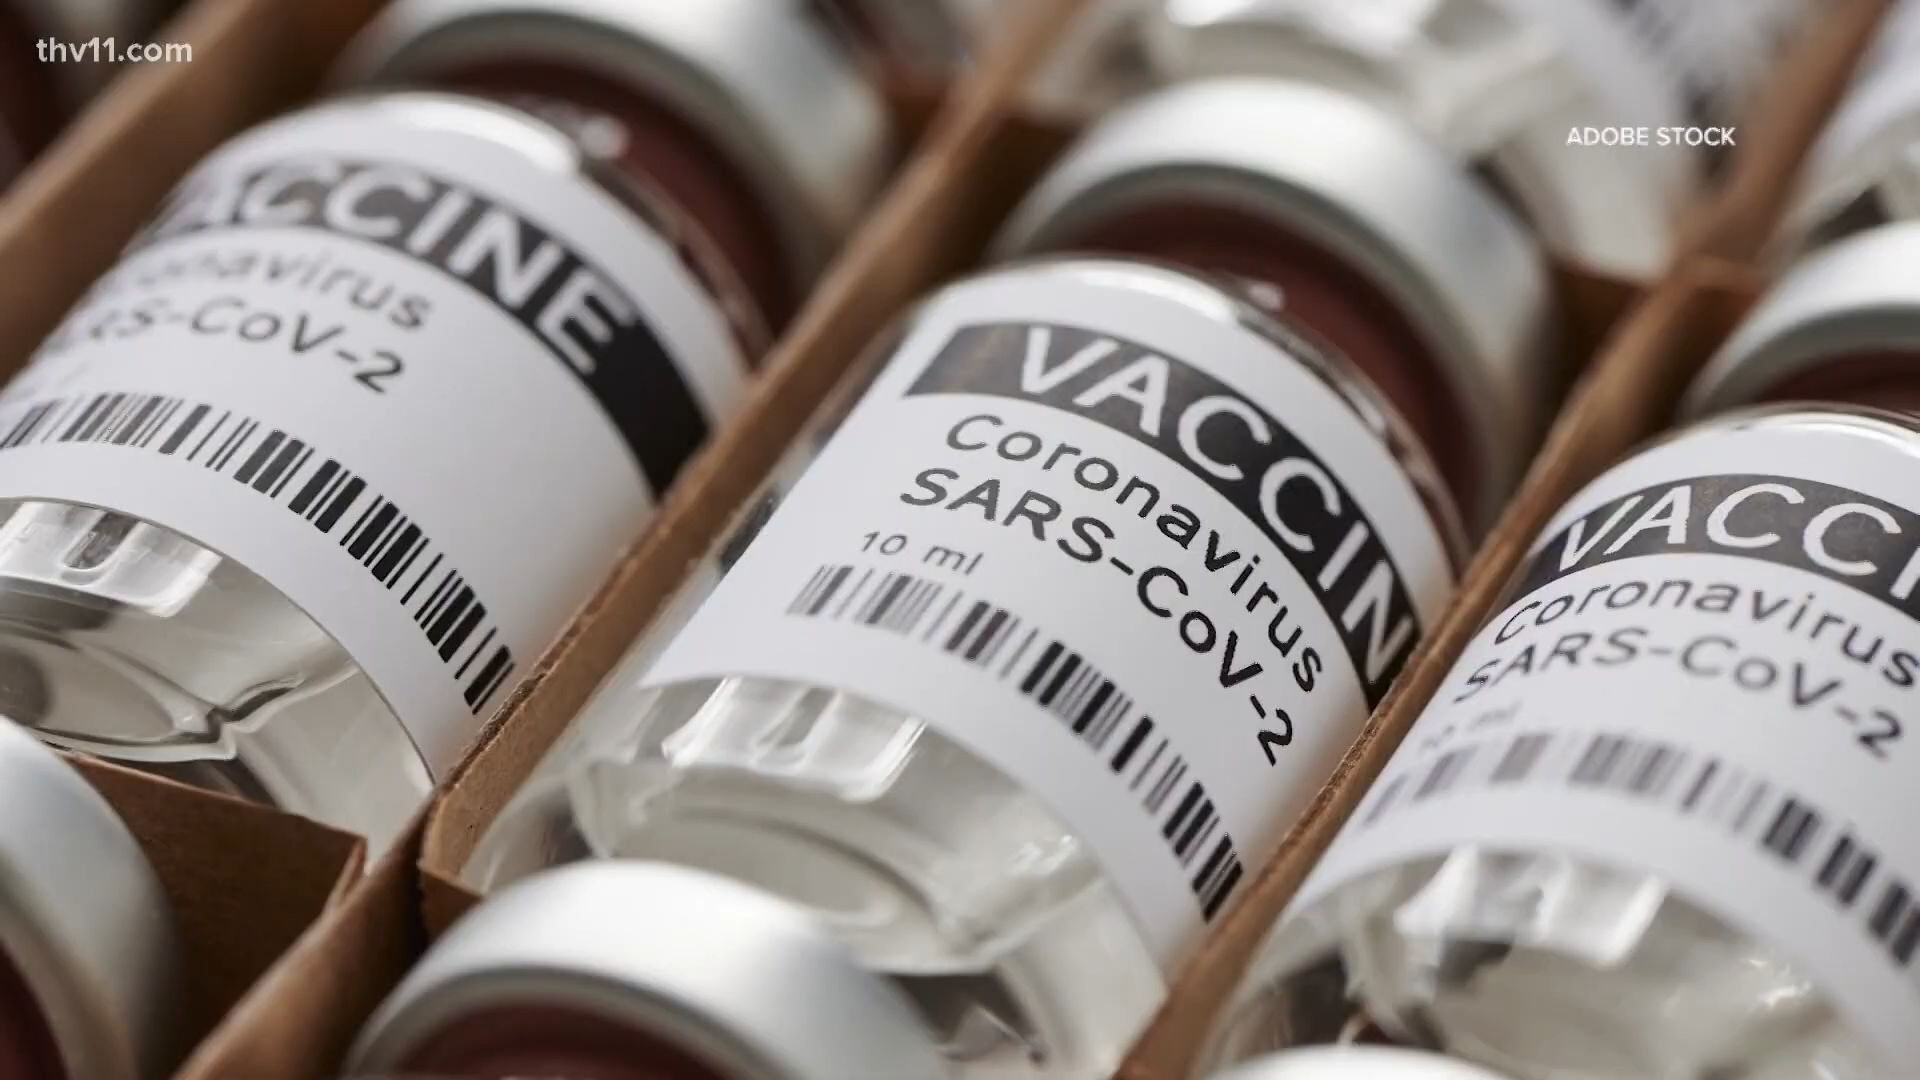 thv11.com
ADOBE STOCK
VACCINE
SARS-CoV-2
VACCIN
Coronavirus
SARS-CoV-2
10 ml
VACCI
Coronavirus
SARS-CoV-2